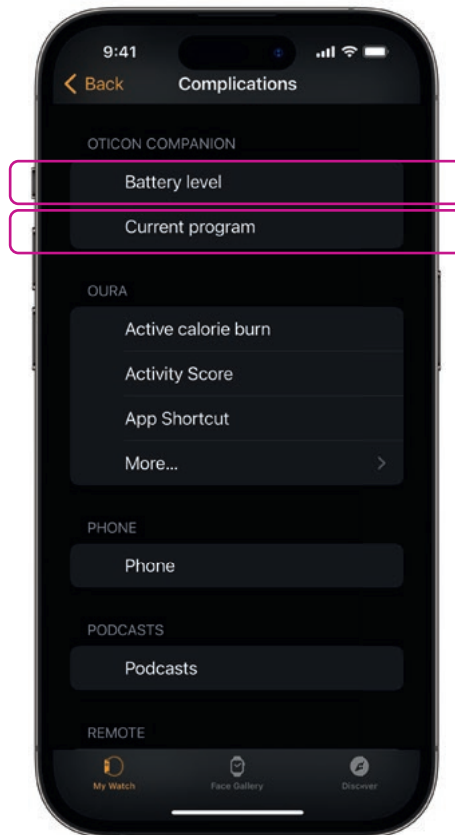 9:41
Back
Complications
OTICON COMPANION
Battery level
Current program
OURA
Active calorie burn
Activity Score
App Shortcut
More...
PHONE
Phone
PODCASTS
Podcasts
REMOTE
My Watch
Face Gallery
Discover